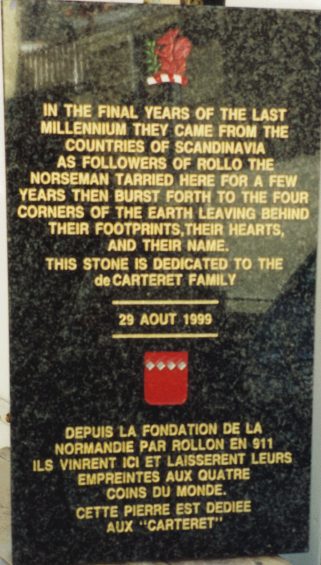 IN THE FINAL YEARS OF THE LAST
MILLENNIUM THEY CAME FROM THE
COUNTRIES OF SCANDINAVIA
AS FOLLOWERS OF ROLLO THE
NORSEMAN TARRIED HERE FOR A FEW
YEARS THEN BURST FORTH TO THE FOUR
CORNERS OF THE EARTH LEAVING BEHIND
THEIR FOOTPRINTS,THEIR HEARTS,
AND THEIR NAME.
THIS STONE IS DEDICATED TO THE
de CARTERET FAMILY
29 AOUT 1999
DEPUIS LA FONDATION DE LA
NORMANDIE PAR ROLLON EN 911
ILS VINRENT ICI ET LAISSERENT LEURS
EMPREINTES AUX QUATRE
COINS DU MONDE.
CETTE PIERRE EST DEDIEE
AUX "CARTERET"